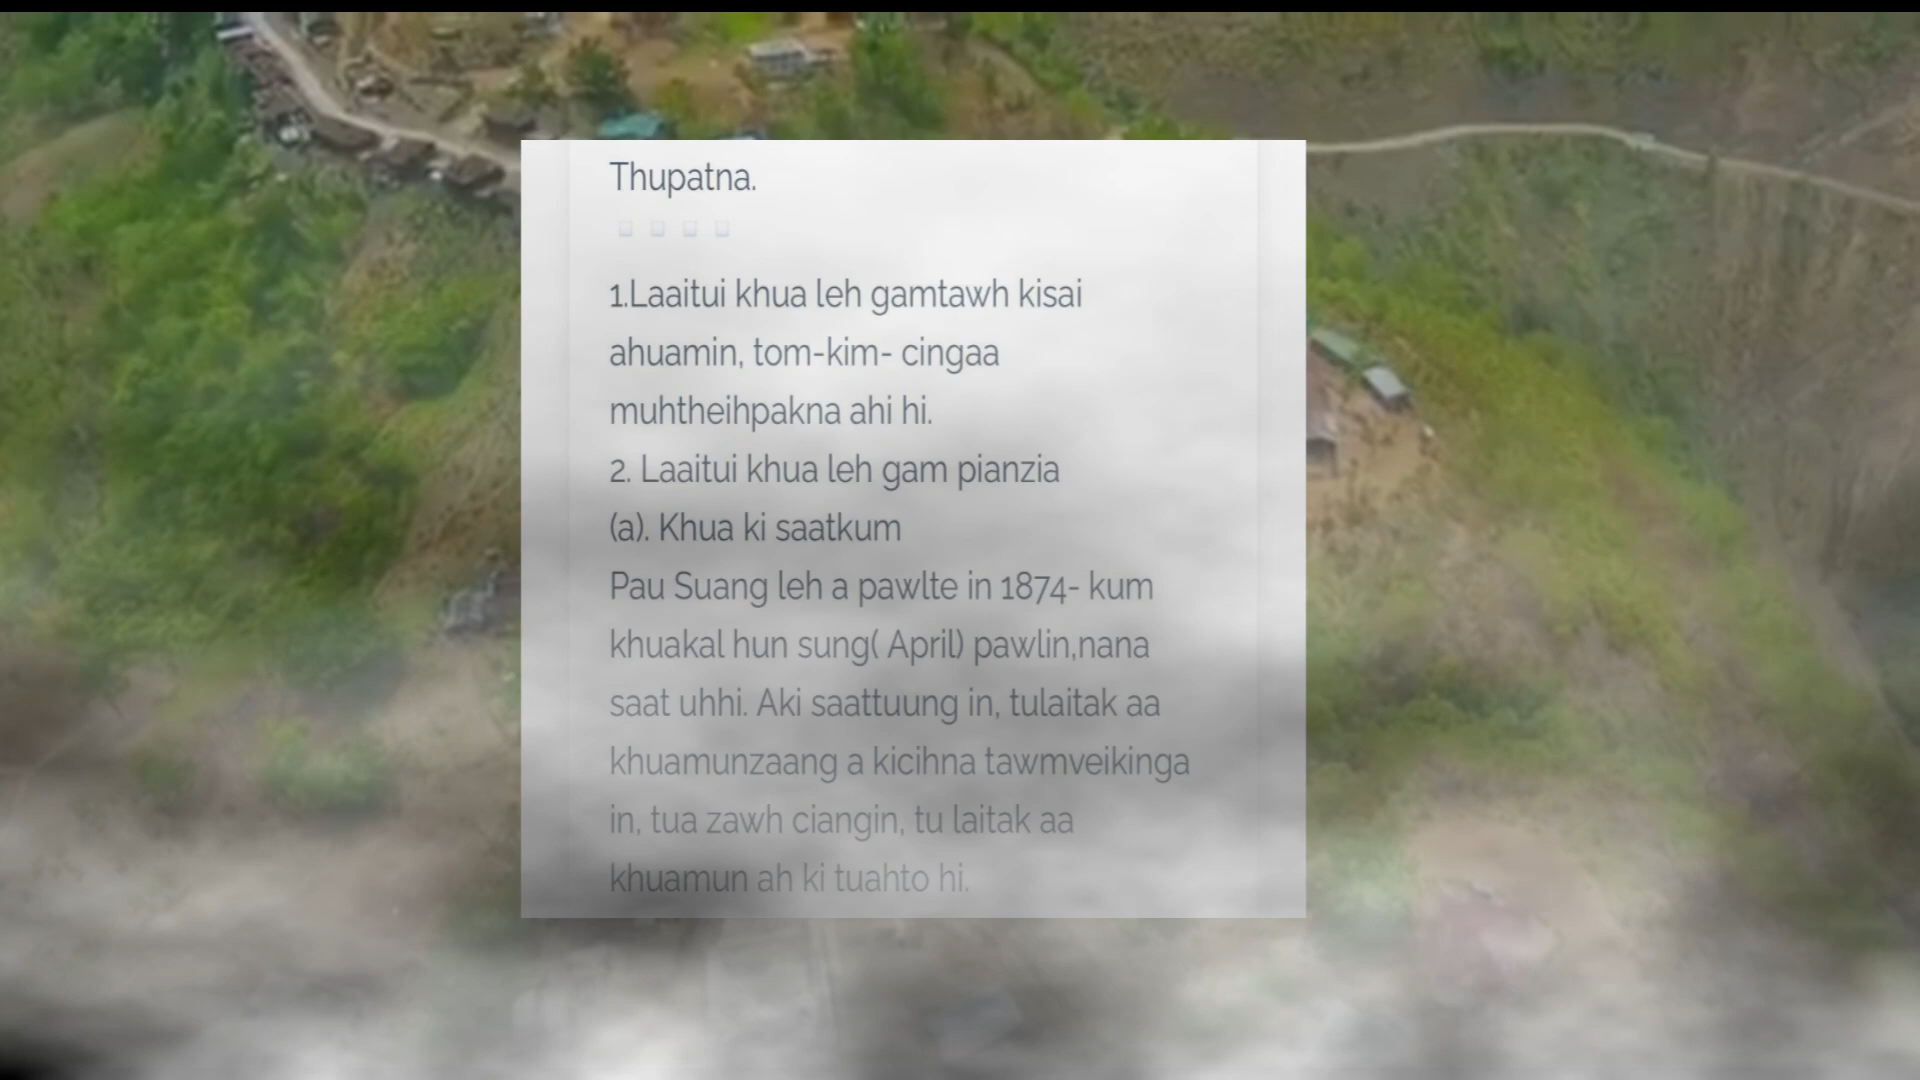 Thupatna.
1.Laaitui khua leh gamtawh kisai
ahuamin, tom-kim- cingaa
muhtheihpakna ahi hi.
2. Laaitui khua leh gam pianzia
(a). Khua ki saatkum
Pau Suang leh a pawlte in 1874- kum
khuakal hun sung( April) pawlin,nana
saat uhhi. Aki saattuung in, tulaitak aa
khuamunzaang a kicihna tawmveikinga
in, tua zawh ciangin, tu laitak aa
khuamun ah ki tuahto hi.